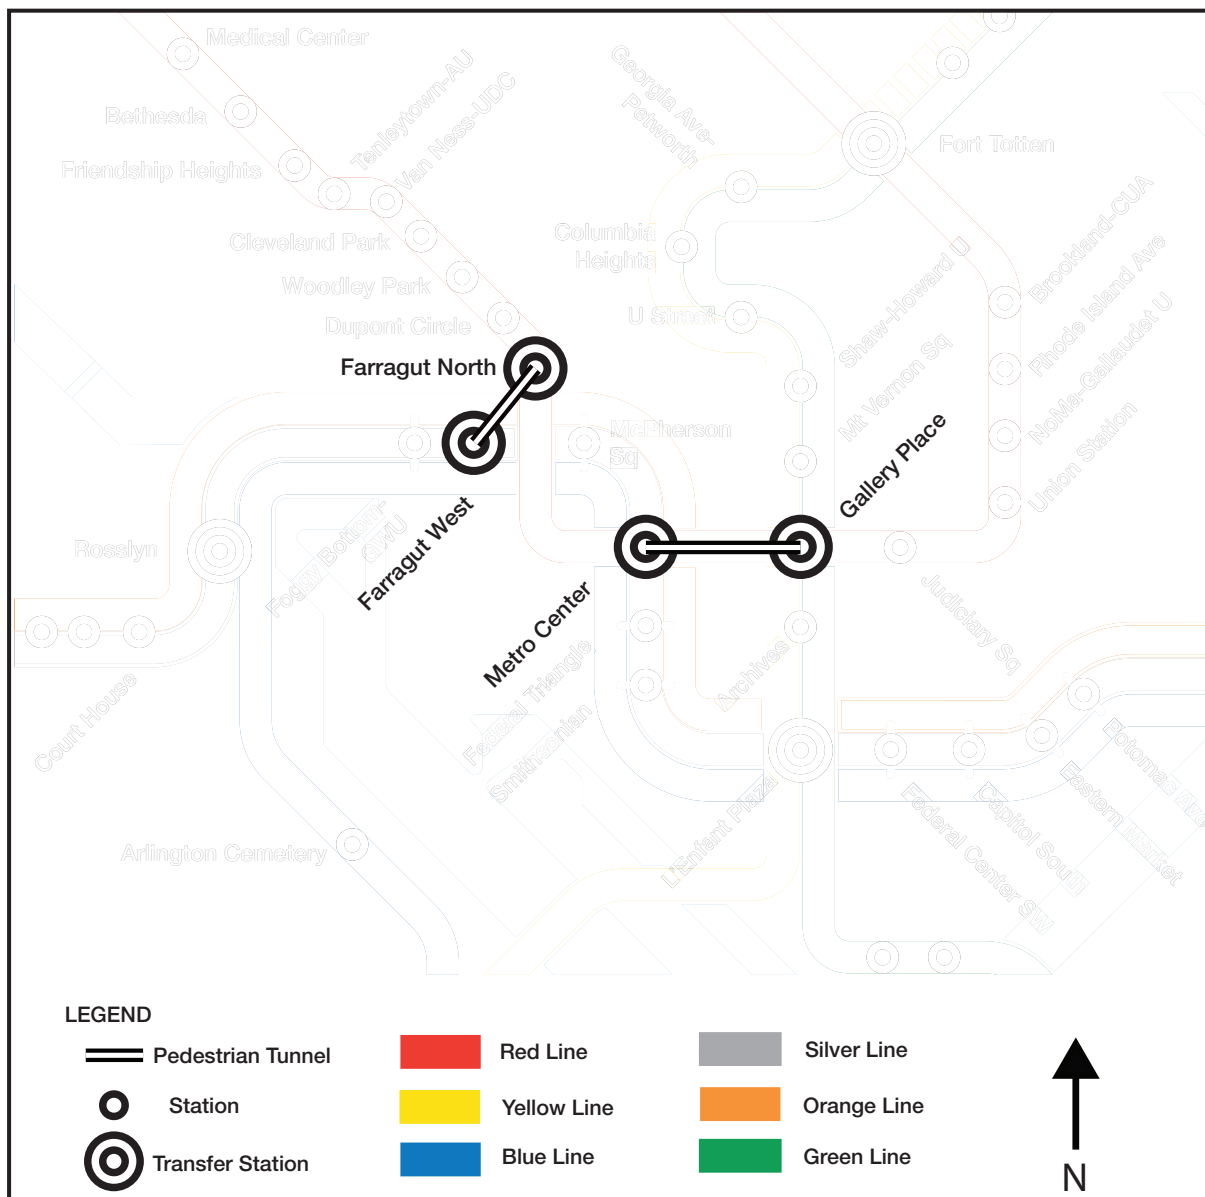 Medical Center
Bethesda
Friendship Heights
Tenleytown-AU
Van Ness-UDC
Cleveland Park
Woodley Park
Dupont Circle
Farragut North
Georgia Ave-
Petworth
Columbia
Heights
U Street
Fort Totten
Brookland-CUA
Rhode Island Ave
NoMa-Gallaudet U
Union Station
Shaw-Howard U
Mt Vernon Sq
Gallery Place
McPherson
Sq
Rosslyn
Foggy Bottom-
GWU
Farragut West
Metro Center
Judiciary Sq
Court House
Federal Triangle
Smithsonian
Archives
L'Enfant Plaza
Federal Center SW
Capitol South
Eastern Market
Potomac Ave
Arlington Cemetery
LEGEND
Pedestrian Tunnel
Station
Transfer Station
Red Line
Yellow Line
Blue Line
Silver Line
Orange Line
Green Line
N